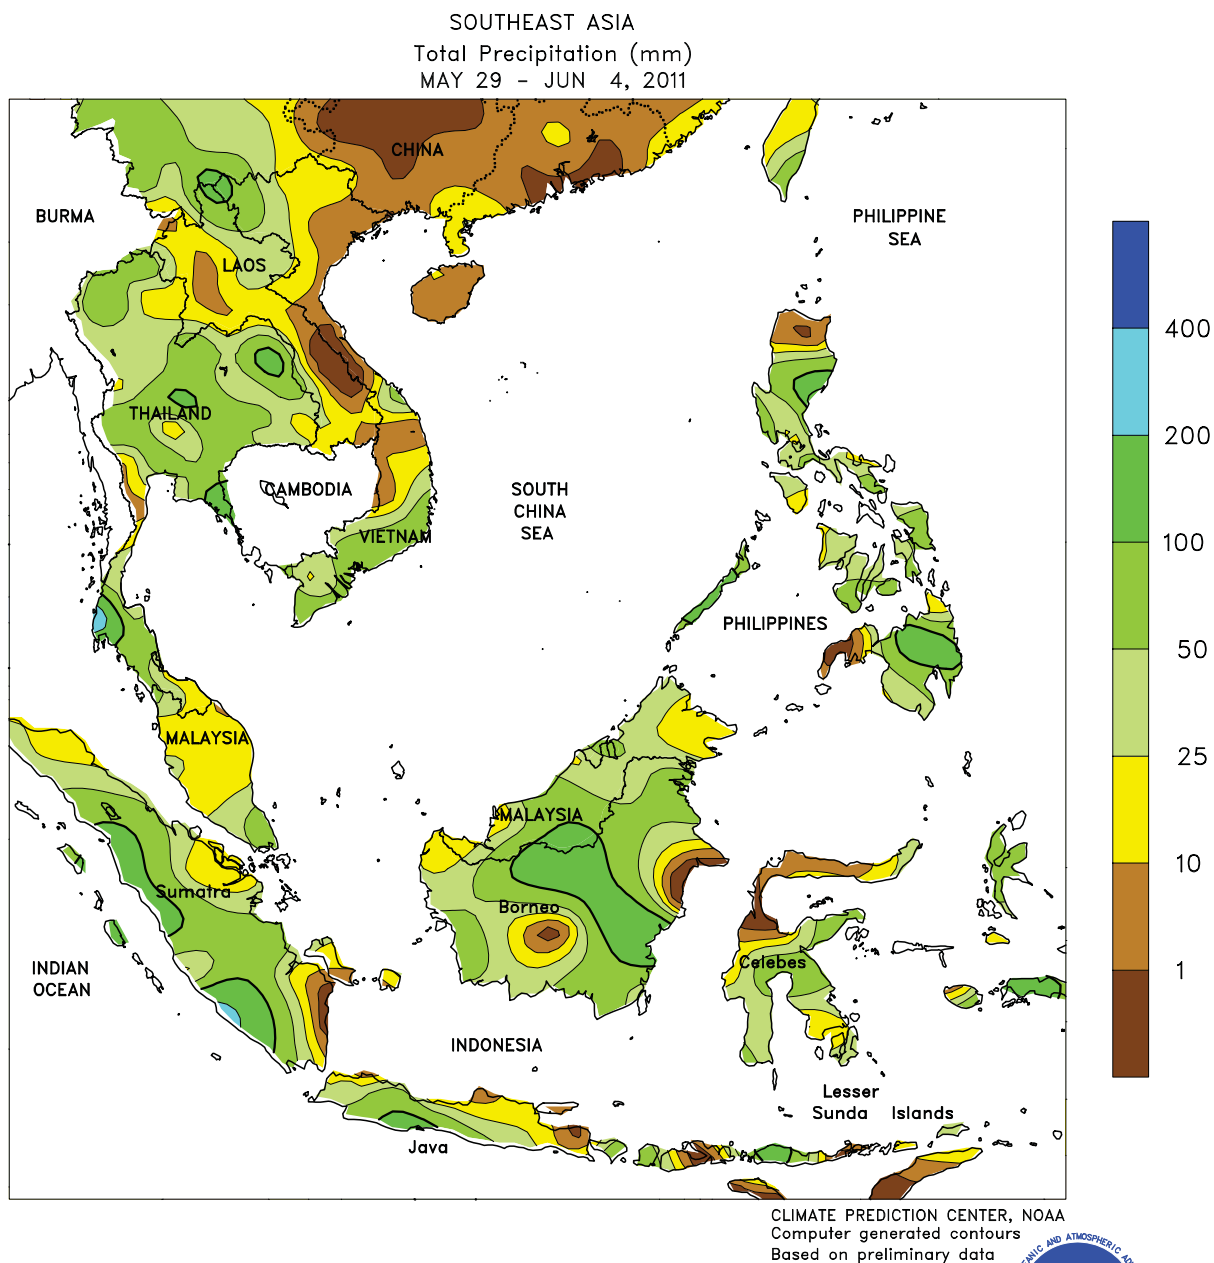 SOUTHEAST ASIA
Total Precipitation (mm)
MAY 29 - JUN 4, 2011
CHINA
BURMA
PHILIPPINE
SEA
LAOS
400
THAILAND
200
CAMBODIA
SOUTH
CHINA
SEA
VIETNAM
100
PHILIPPINES
50
MALAYSIA
25
MALAYSIA
10
Sumatra
Borneo
INDIAN
OCEAN
Celebes
1
INDONESIA
Lesser
Sunda Islands
Java
CLIMATE PREDICTION CENTER, NOAA
Computer generated contours
Based on preliminary data
AND ATMOSPHERIC